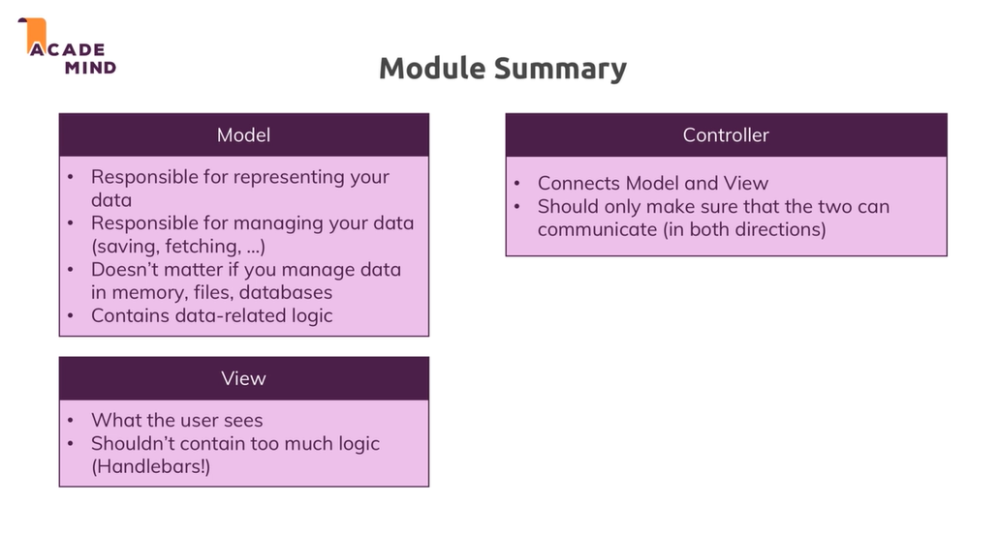 ACADE
MIND
Module Summary
Model
• Responsible for representing your
data
• Responsible for managing your data
(saving, fetching, ...)
• Doesn’t matter if you manage data
in memory, files, databases
• Contains data-related logic
View
• What the user sees
• Shouldn’t contain too much logic
(Handlebars!)
Controller
• Connects Model and View
• Should only make sure that the two can
communicate (in both directions)